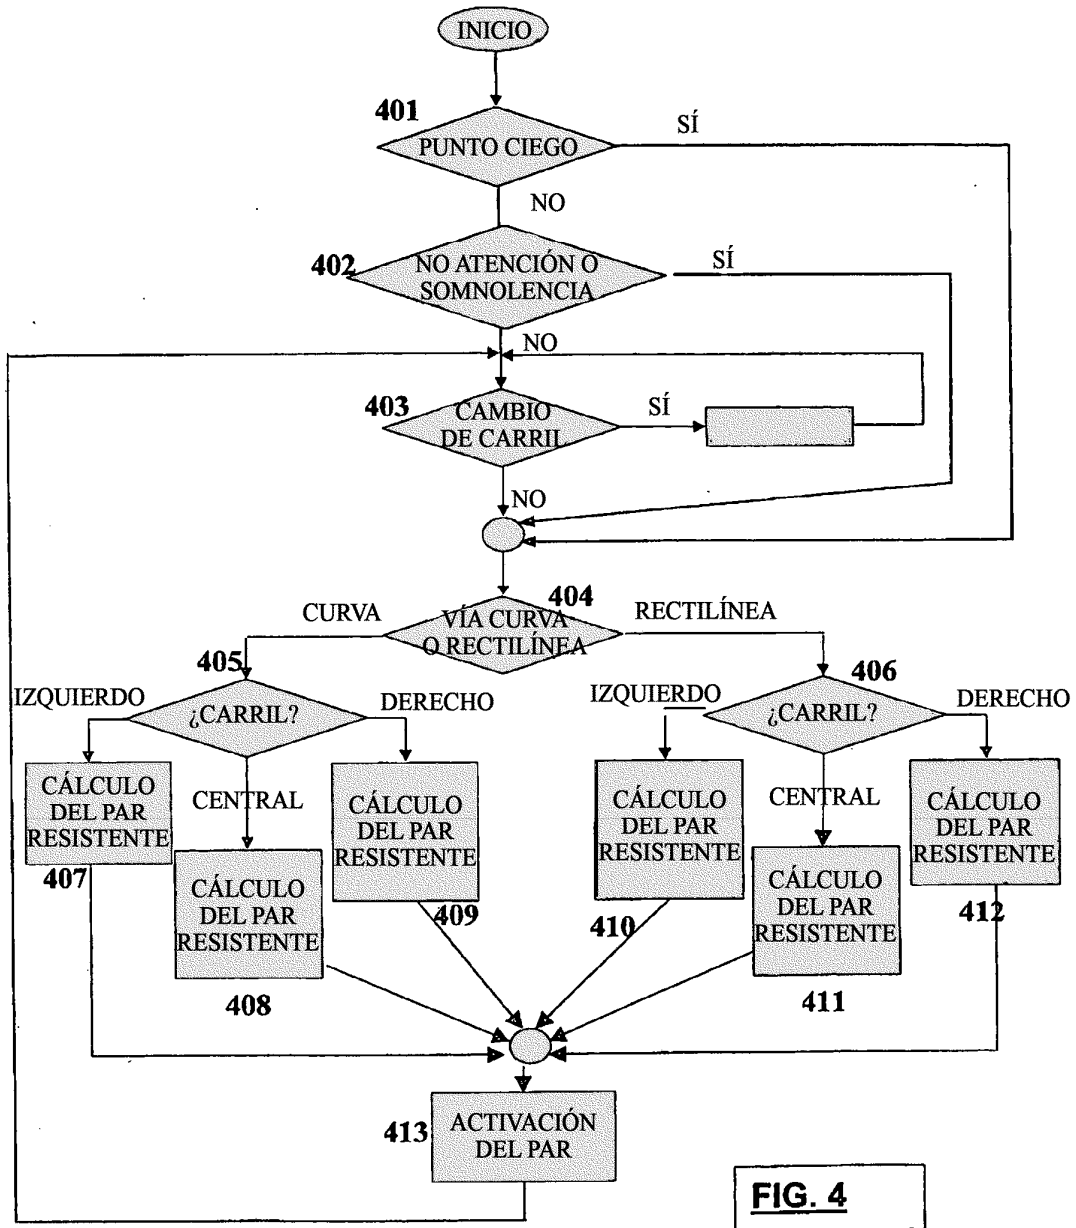 INICIO
401
SÍ
PUNTO CIEGO
NO
402
NO ATENCIÓN O
SOMNOLENCIA
SÍ
NO
403
CAMBIO
DE CARRIL
SÍ
NO
404
CURVA
VÍA CURVA
O RECTILÍNEA
RECTILÍNEA
405
IZQUIERDO
¿CARRIL?
DERECHO
406
IZQUIERDO
¿CARRIL?
DERECHO
CÁLCULO
DEL PAR
RESISTENTE
407
CENTRAL
CÁLCULO
DEL PAR
RESISTENTE
408
CÁLCULO
DEL PAR
RESISTENTE
409
CÁLCULO
DEL PAR
RESISTENTE
410
CENTRAL
CÁLCULO
DEL PAR
RESISTENTE
411
CÁLCULO
DEL PAR
RESISTENTE
412
413
ACTIVACIÓN
DEL PAR
FIG. 4